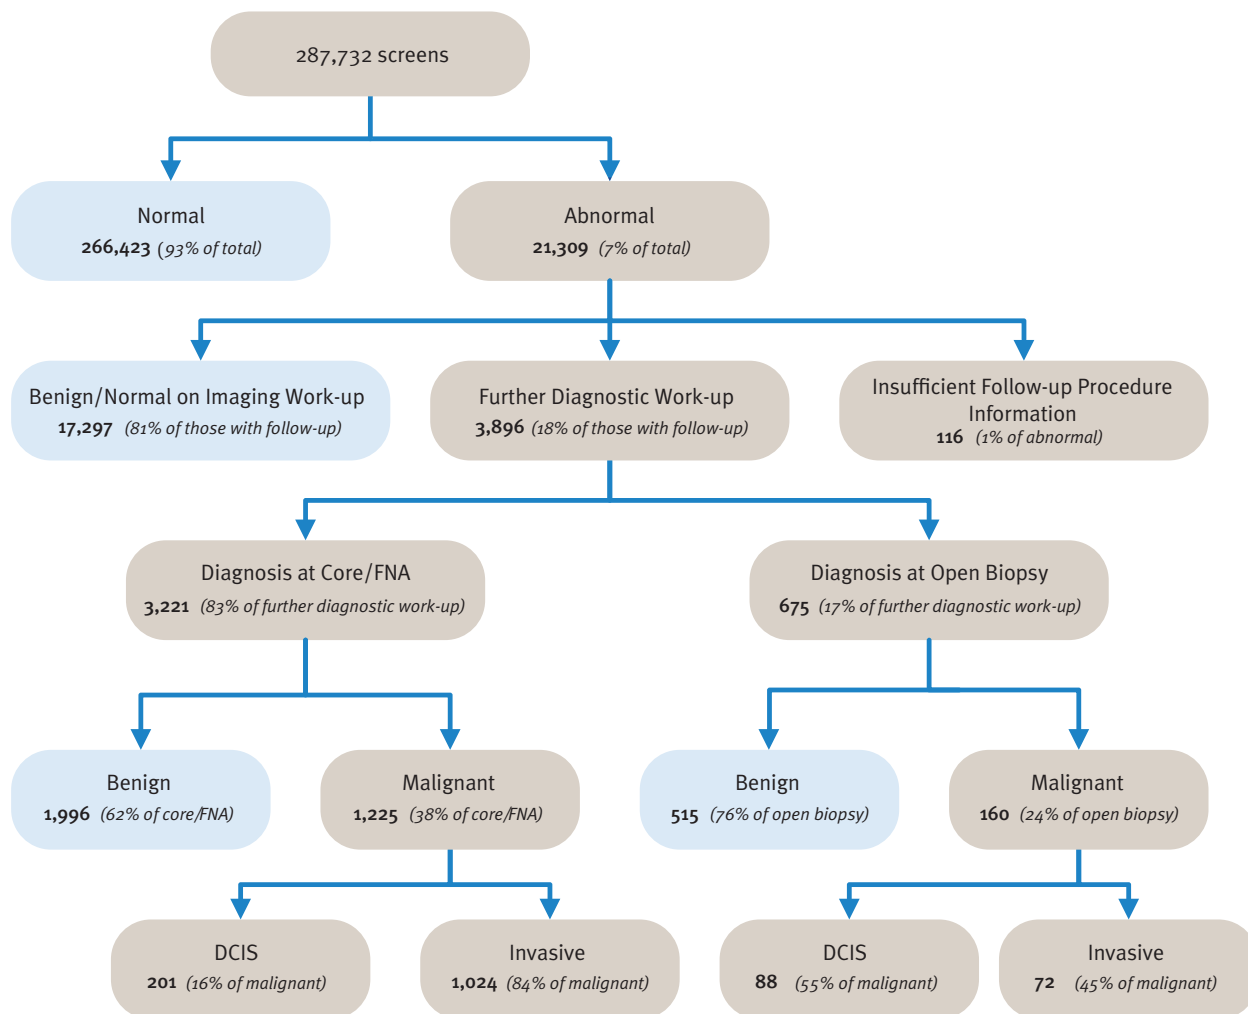 287,732 screens
Normal
266,423 (93% of total)
Abnormal
21,309 (7% of total)
Benign/Normal on Imaging Work-up
17,297 (81% of those with follow-up)
Further Diagnostic Work-up
3,896 (18% of those with follow-up)
Insufficient Follow-up Procedure
Information
116 (1% of abnormal)
Diagnosis at Core/FNA
3,221 (83% of further diagnostic work-up)
Diagnosis at Open Biopsy
675 (17% of further diagnostic work-up)
Benign
1,996 (62% of core/FNA)
Malignant
1,225 (38% of core/FNA)
Benign
515 (76% of open biopsy)
Malignant
160 (24% of open biopsy)
DCIS
201 (16% of malignant)
Invasive
1,024 (84% of malignant)
DCIS
88 (55% of malignant)
Invasive
72 (45% of malignant)